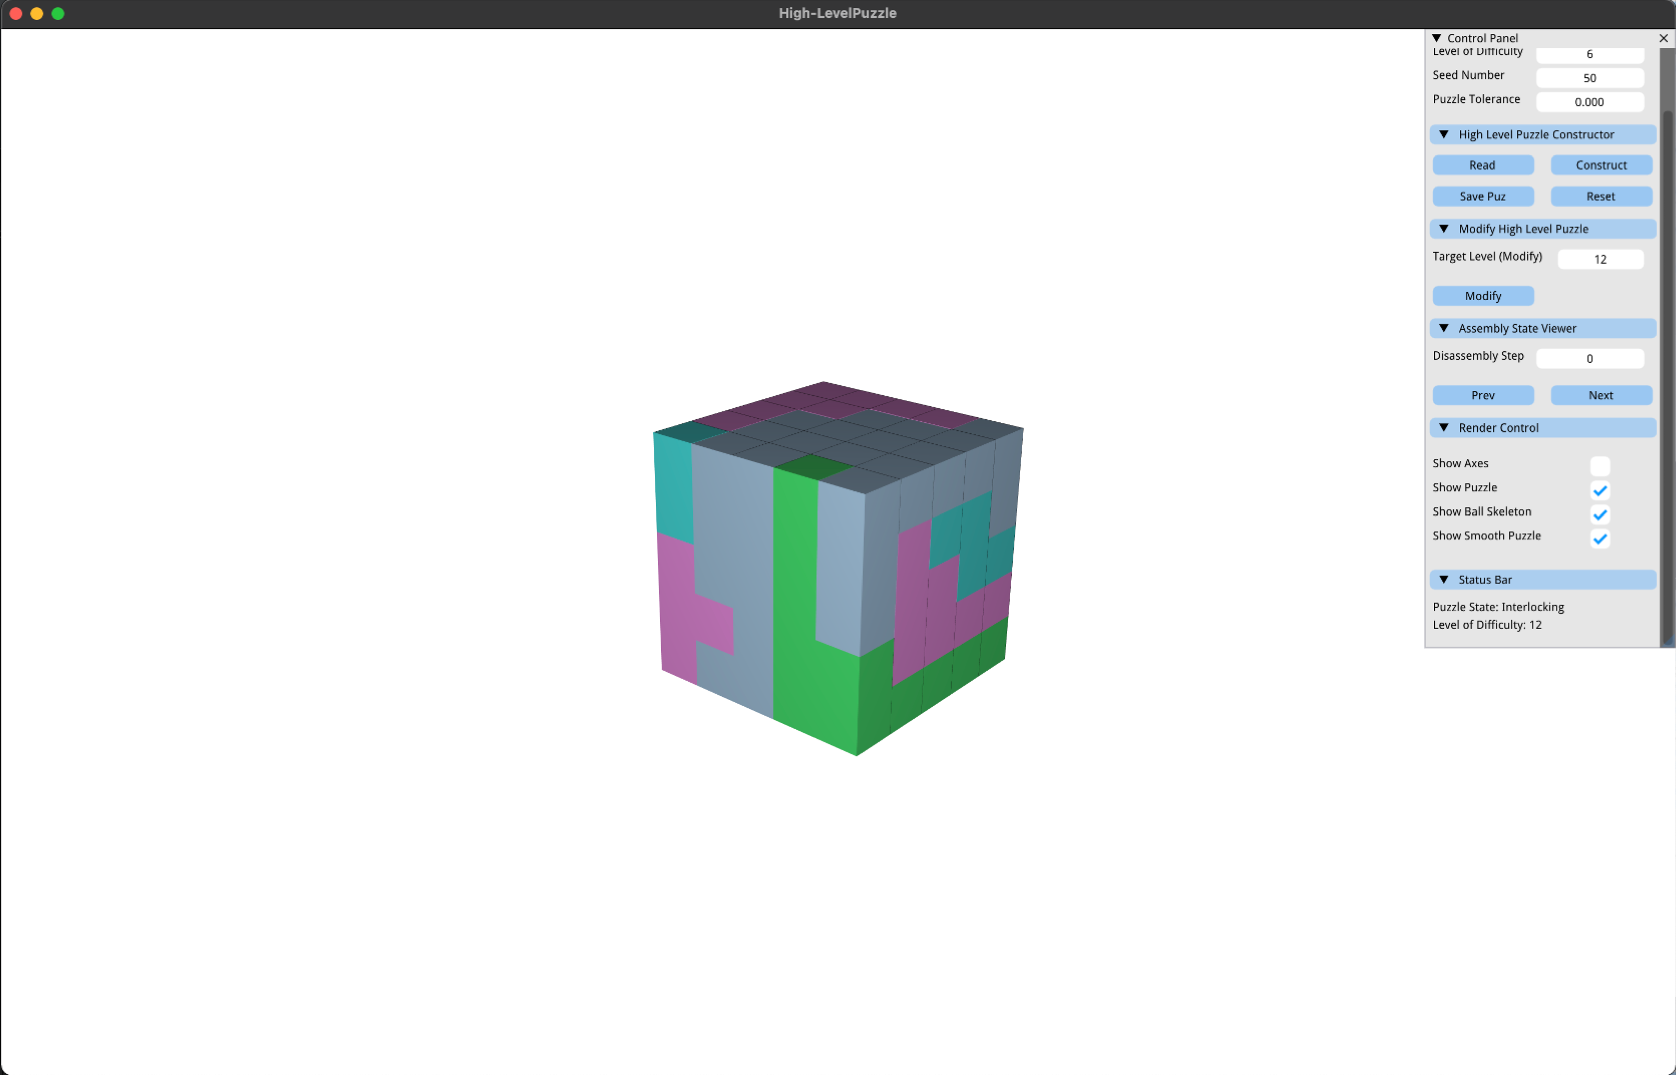 High-LevelPuzzle
Control Panel
Level of Difficulty 6
Seed Number 50
Puzzle Tolerance 0.000
High Level Puzzle Constructor
Read Construct
Save Puz Reset
Modify High Level Puzzle
Target Level (Modify) 12
Modify
Assembly State Viewer
Disassembly Step 0
Prev Next
Render Control
Show Axes
Show Puzzle
Show Ball Skeleton
Show Smooth Puzzle
Status Bar
Puzzle State: Interlocking
Level of Difficulty: 12